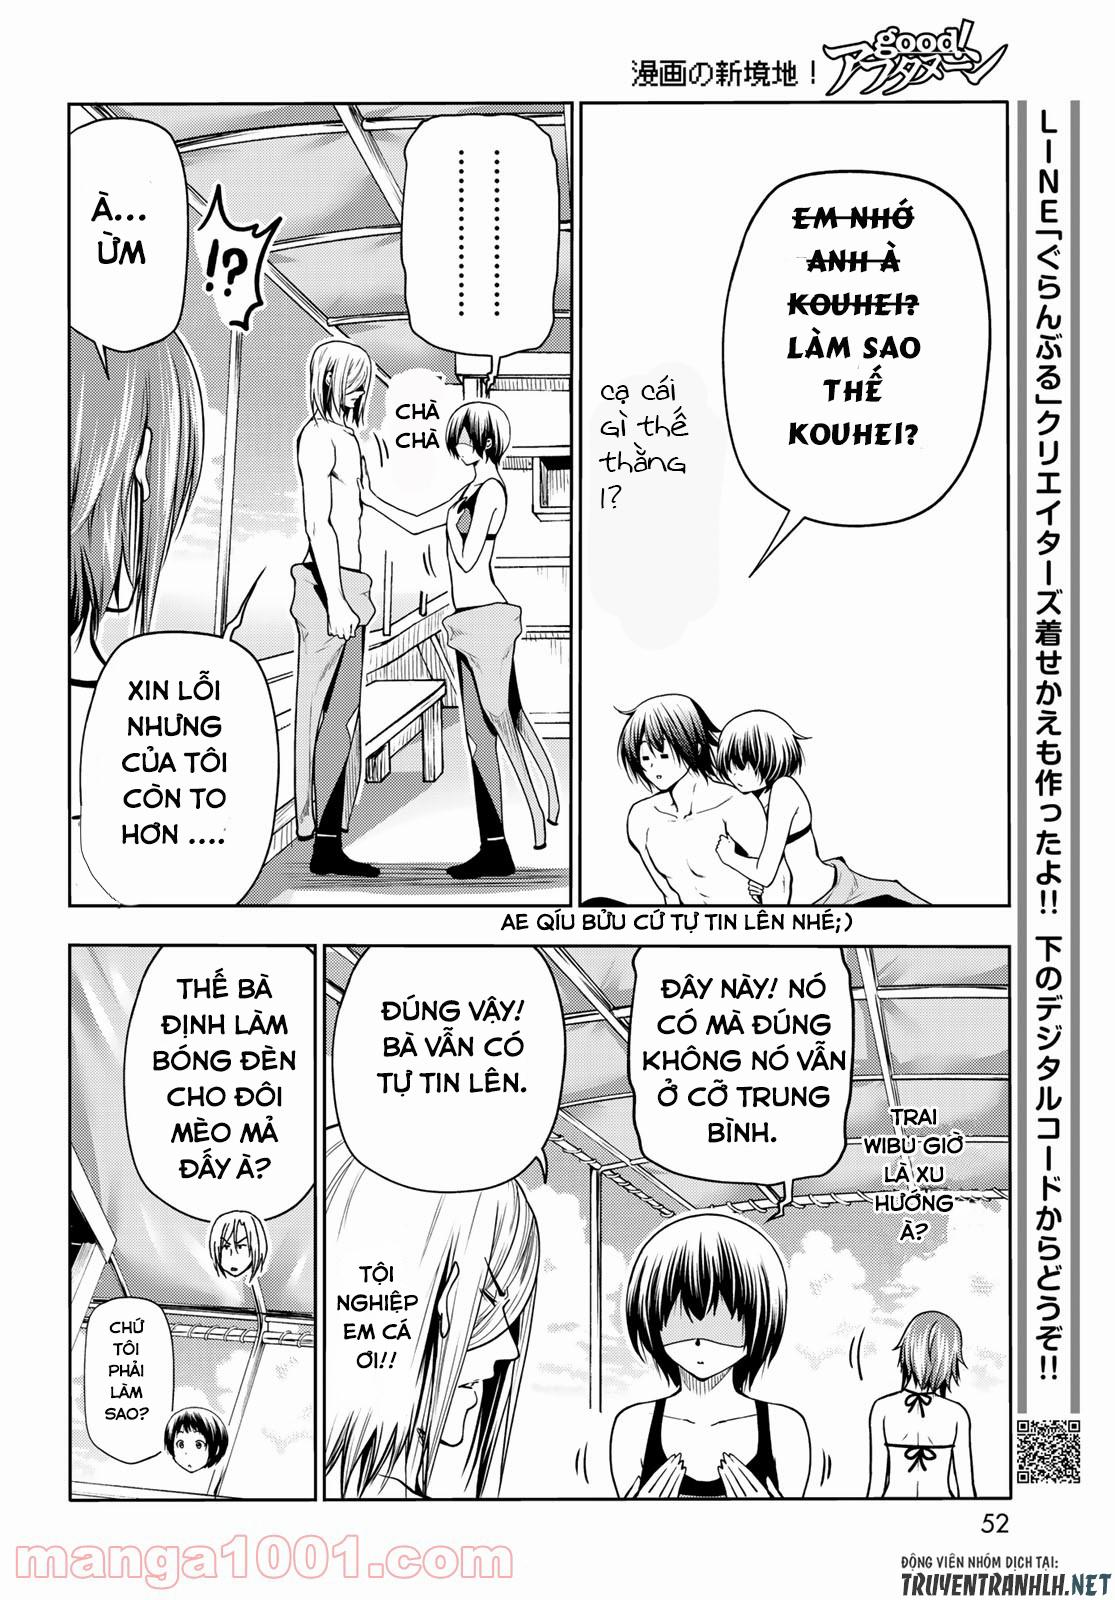 漫画の新境地！
good!
アフタヌーン
LINE「ぐらんぶる」クリエイターズ着せかえも作ったよ!! 下のデジタルコードからどうぞ!!
EM NHỚ
ANH À
KOUHEI?
LÀM SAO
THẾ
KOUHEI?
cạ cái
gì thế
thằng
I?
CHÀ
CHÀ
!?
À...
ỪM
XIN LỖI
NHƯNG
CỦA TÔI
CÒN TO
HƠN ....
AE QÍU BỬU CỨ TỰ TIN LÊN NHÉ;)
ĐÂY NÀY! NÓ
CÓ MÀ ĐÚNG
KHÔNG NÓ VẪN
Ở CỠ TRUNG
BÌNH.
TRAI
WIBU GIỜ
LÀ XU
HƯỚNG
À?
ĐÚNG VẬY!
BÀ VẪN CÓ
TỰ TIN LÊN.
TỘI
NGHIỆP
EM CÁ
ƠI!!
THẾ BÀ
ĐỊNH LÀM
BÓNG ĐÈN
CHO ĐÔI
MÈO MẢ
ĐẤY À?
CHỨ
TÔI
PHẢI
LÀM
SAO?
52
manga1001.com
ĐỘNG VIÊN NHÓM DỊCH TẠI:
TRUYENTRANHLH.NET